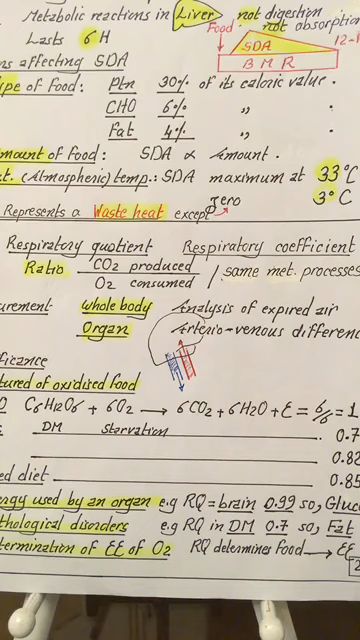 Metabolic reactions in Liver not digestion
not absorption
Lasts 6H
Food
SDA
12-
B M R
ns affecting SDA
ype of food: Ptn 30% of its caloric value.
CHO 6% ,, .
Fat 4% ,, .
mount of food: SDA ∝ Amount.
t. (Atmospheric) temp.: SDA maximum at 33°C
zero 3°C
Represents a Waste heat except
Respiratory quotient Respiratory coefficient
Ratio CO2 produced / same met. processes
O2 consumed
urement whole body Analysis of expired air
Organ Arterio-venous differen
ficance
tured of oxidised food
O C6H12O6 + 6O2 → 6CO2 + 6H2O + E = 6/6 = 1
DM starvation 0.7
0.82
ed diet 0.85
ergy used by an organ e.g RQ = brain 0.99 so, Gluc
thological disorders e.g RQ in DM 0.7 so, Fat
termination of EE of O2 RQ determines food → EE